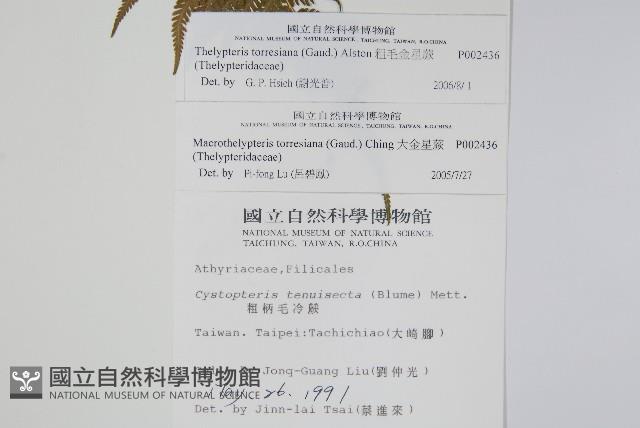 國立自然科學博物館
NATIONAL MUSEUM OF NATURAL SCIENCE, TAICHUNG, TAIWAN, R.O.CHINA
Thelypteris torresiana (Gaud.) Alston 粗毛金星蕨 P002436
(Thelypteridaceae)
Det. by G. P. Hsieh (謝光普) 2006/8/1
國立自然科學博物館
NATIONAL MUSEUM OF NATURAL SCIENCE, TAICHUNG, TAIWAN, R.O.CHINA
Macrothelypteris torresiana (Gaud.) Ching 大金星蕨 P002436
(Thelypteridaceae)
Det. by Pi-fong Lu (呂碧鳳) 2005/7/27
國立自然科學博物館
NATIONAL MUSEUM OF NATURAL SCIENCE
TAICHUNG, TAIWAN, R.O.CHINA
Athyriaceae,Filicales
Cystopteris tenuisecta (Blume) Mett.
粗柄毛冷蕨
Taiwan. Taipei:Tachichiao(大崎腳)
Jonq-Guang Liu(劉仲光)
26. 1991
Det. by Jinn-lai Tsai(蔡進來)
國立自然科學博物館
NATIONAL MUSEUM OF NATURAL SCIENCE